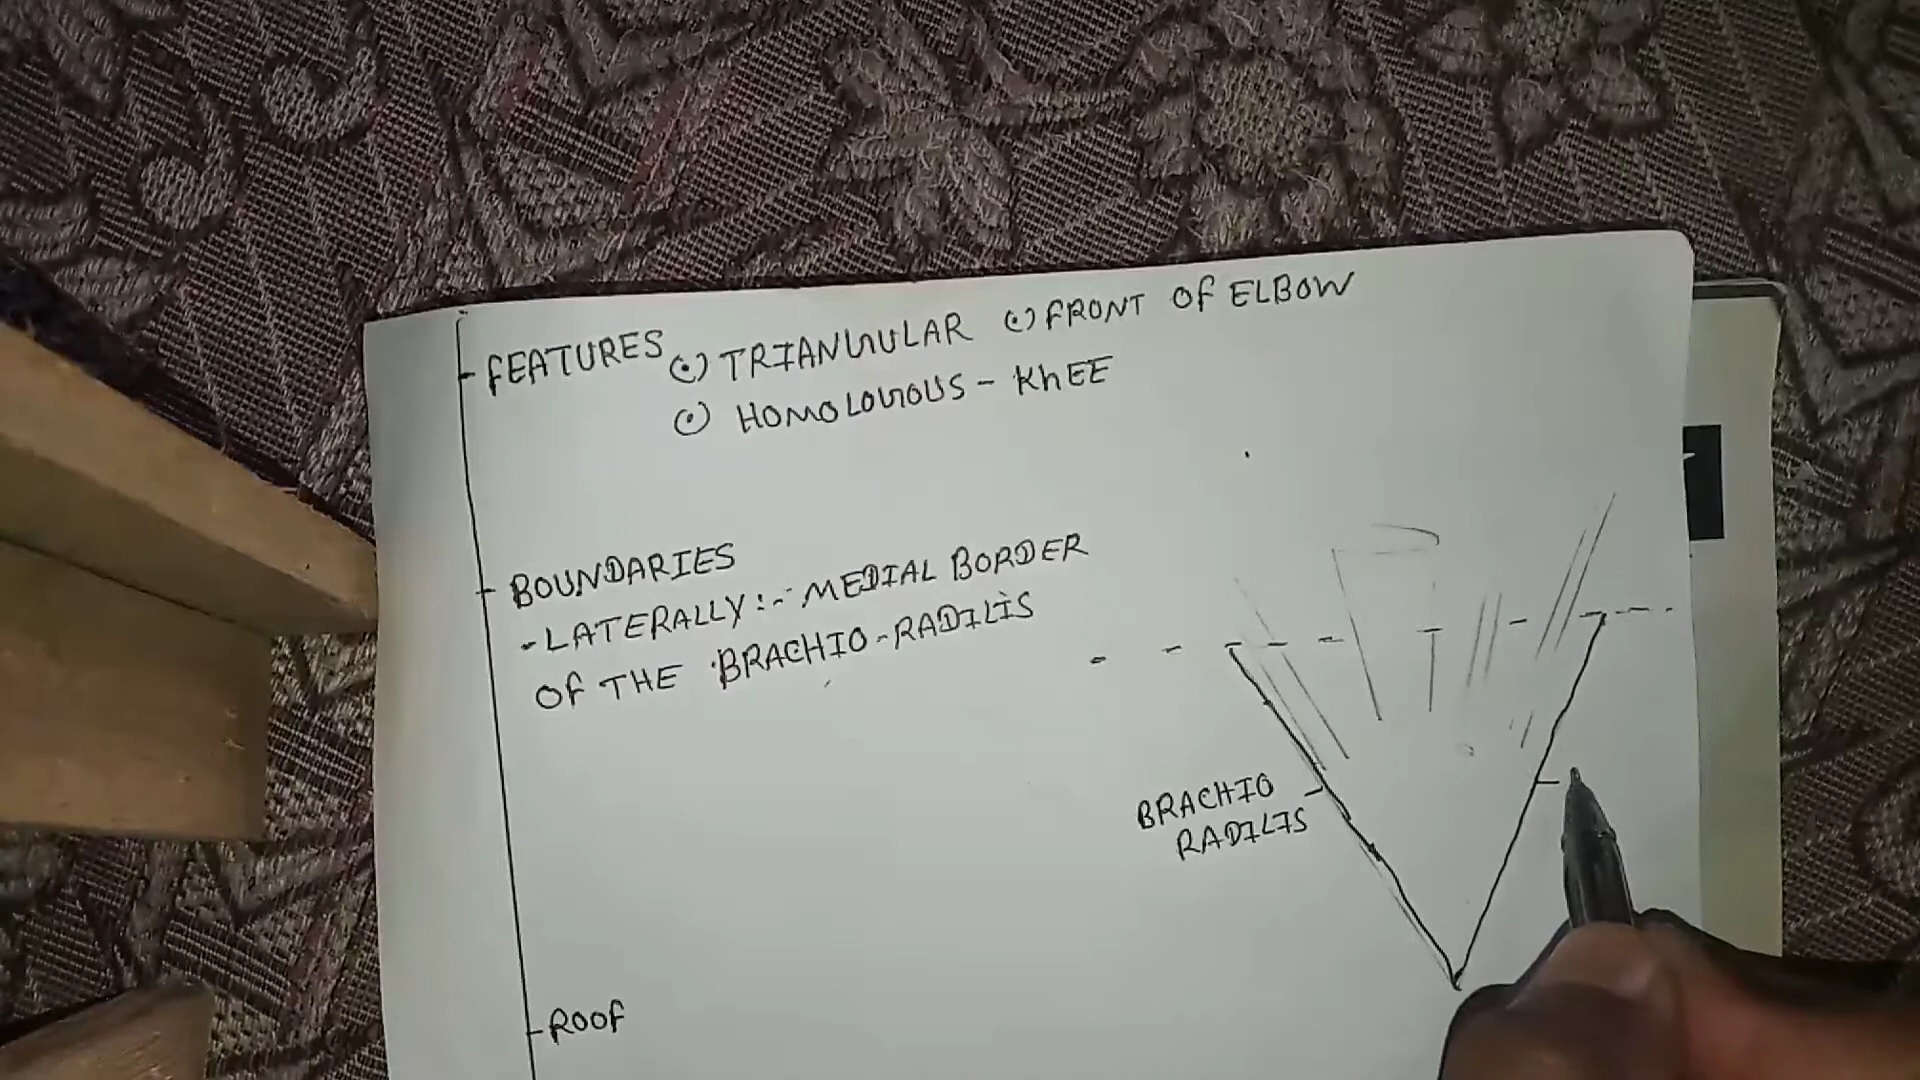 FEATURES
TRIANGULAR
FRONT OF ELBOW
HOMOLOGOUS - KNEE
BOUNDARIES
- LATERALLY :- MEDIAL BORDER
OF THE BRACHIO-RADILIS
BRACHIO
RADILIS
ROOF